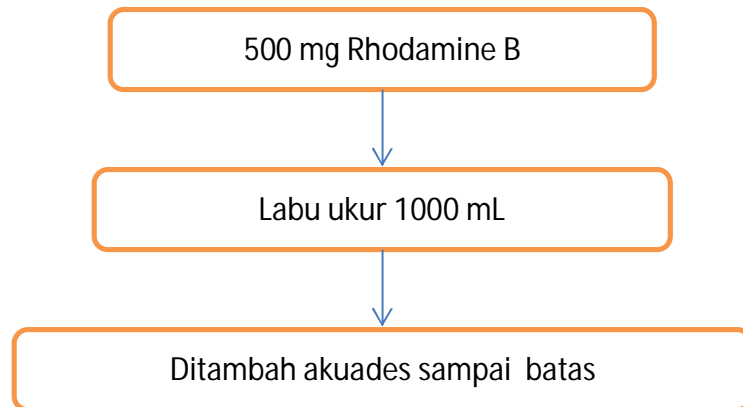 500 mg Rhodamine B
Labu ukur 1000 mL
Ditambah akuades sampai batas